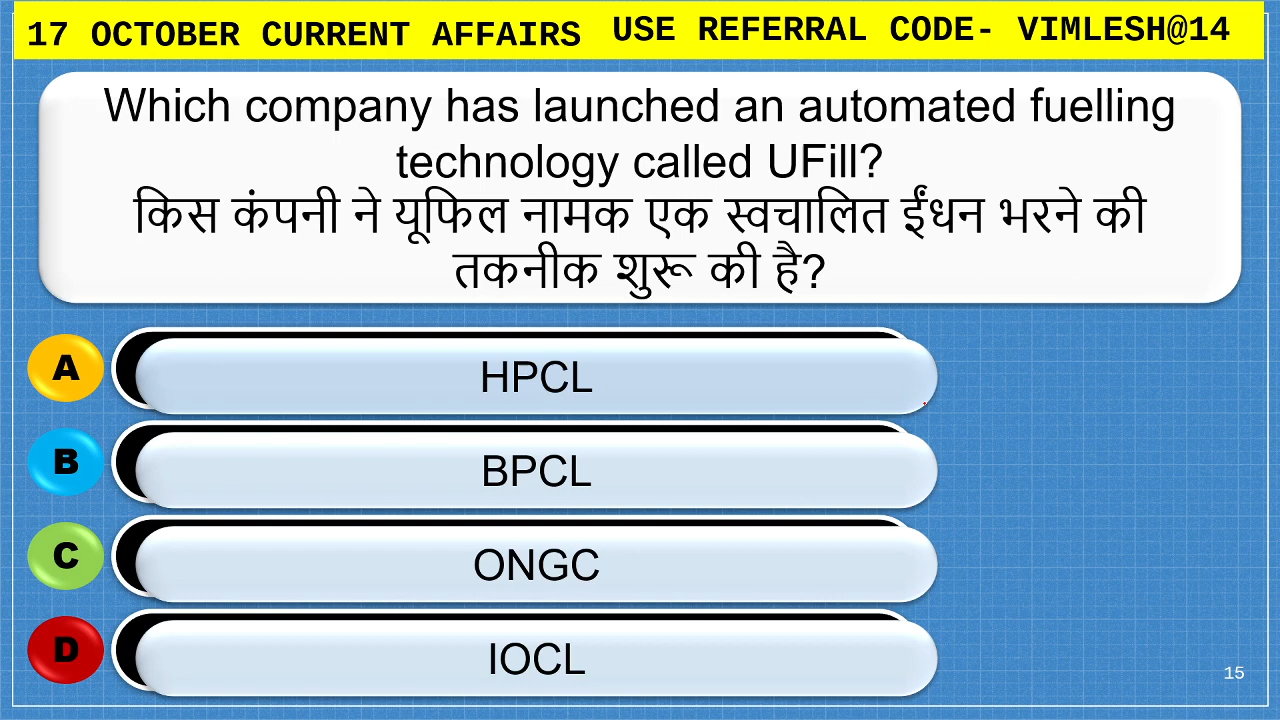 17 OCTOBER CURRENT AFFAIRS USE REFERRAL CODE- VIMLESH@14
Which company has launched an automated fuelling
technology called UFill?
किस कंपनी ने यूफिल नामक एक स्वचालित ईंधन भरने की
तकनीक शुरू की है?
A HPCL
B BPCL
C ONGC
D IOCL
15